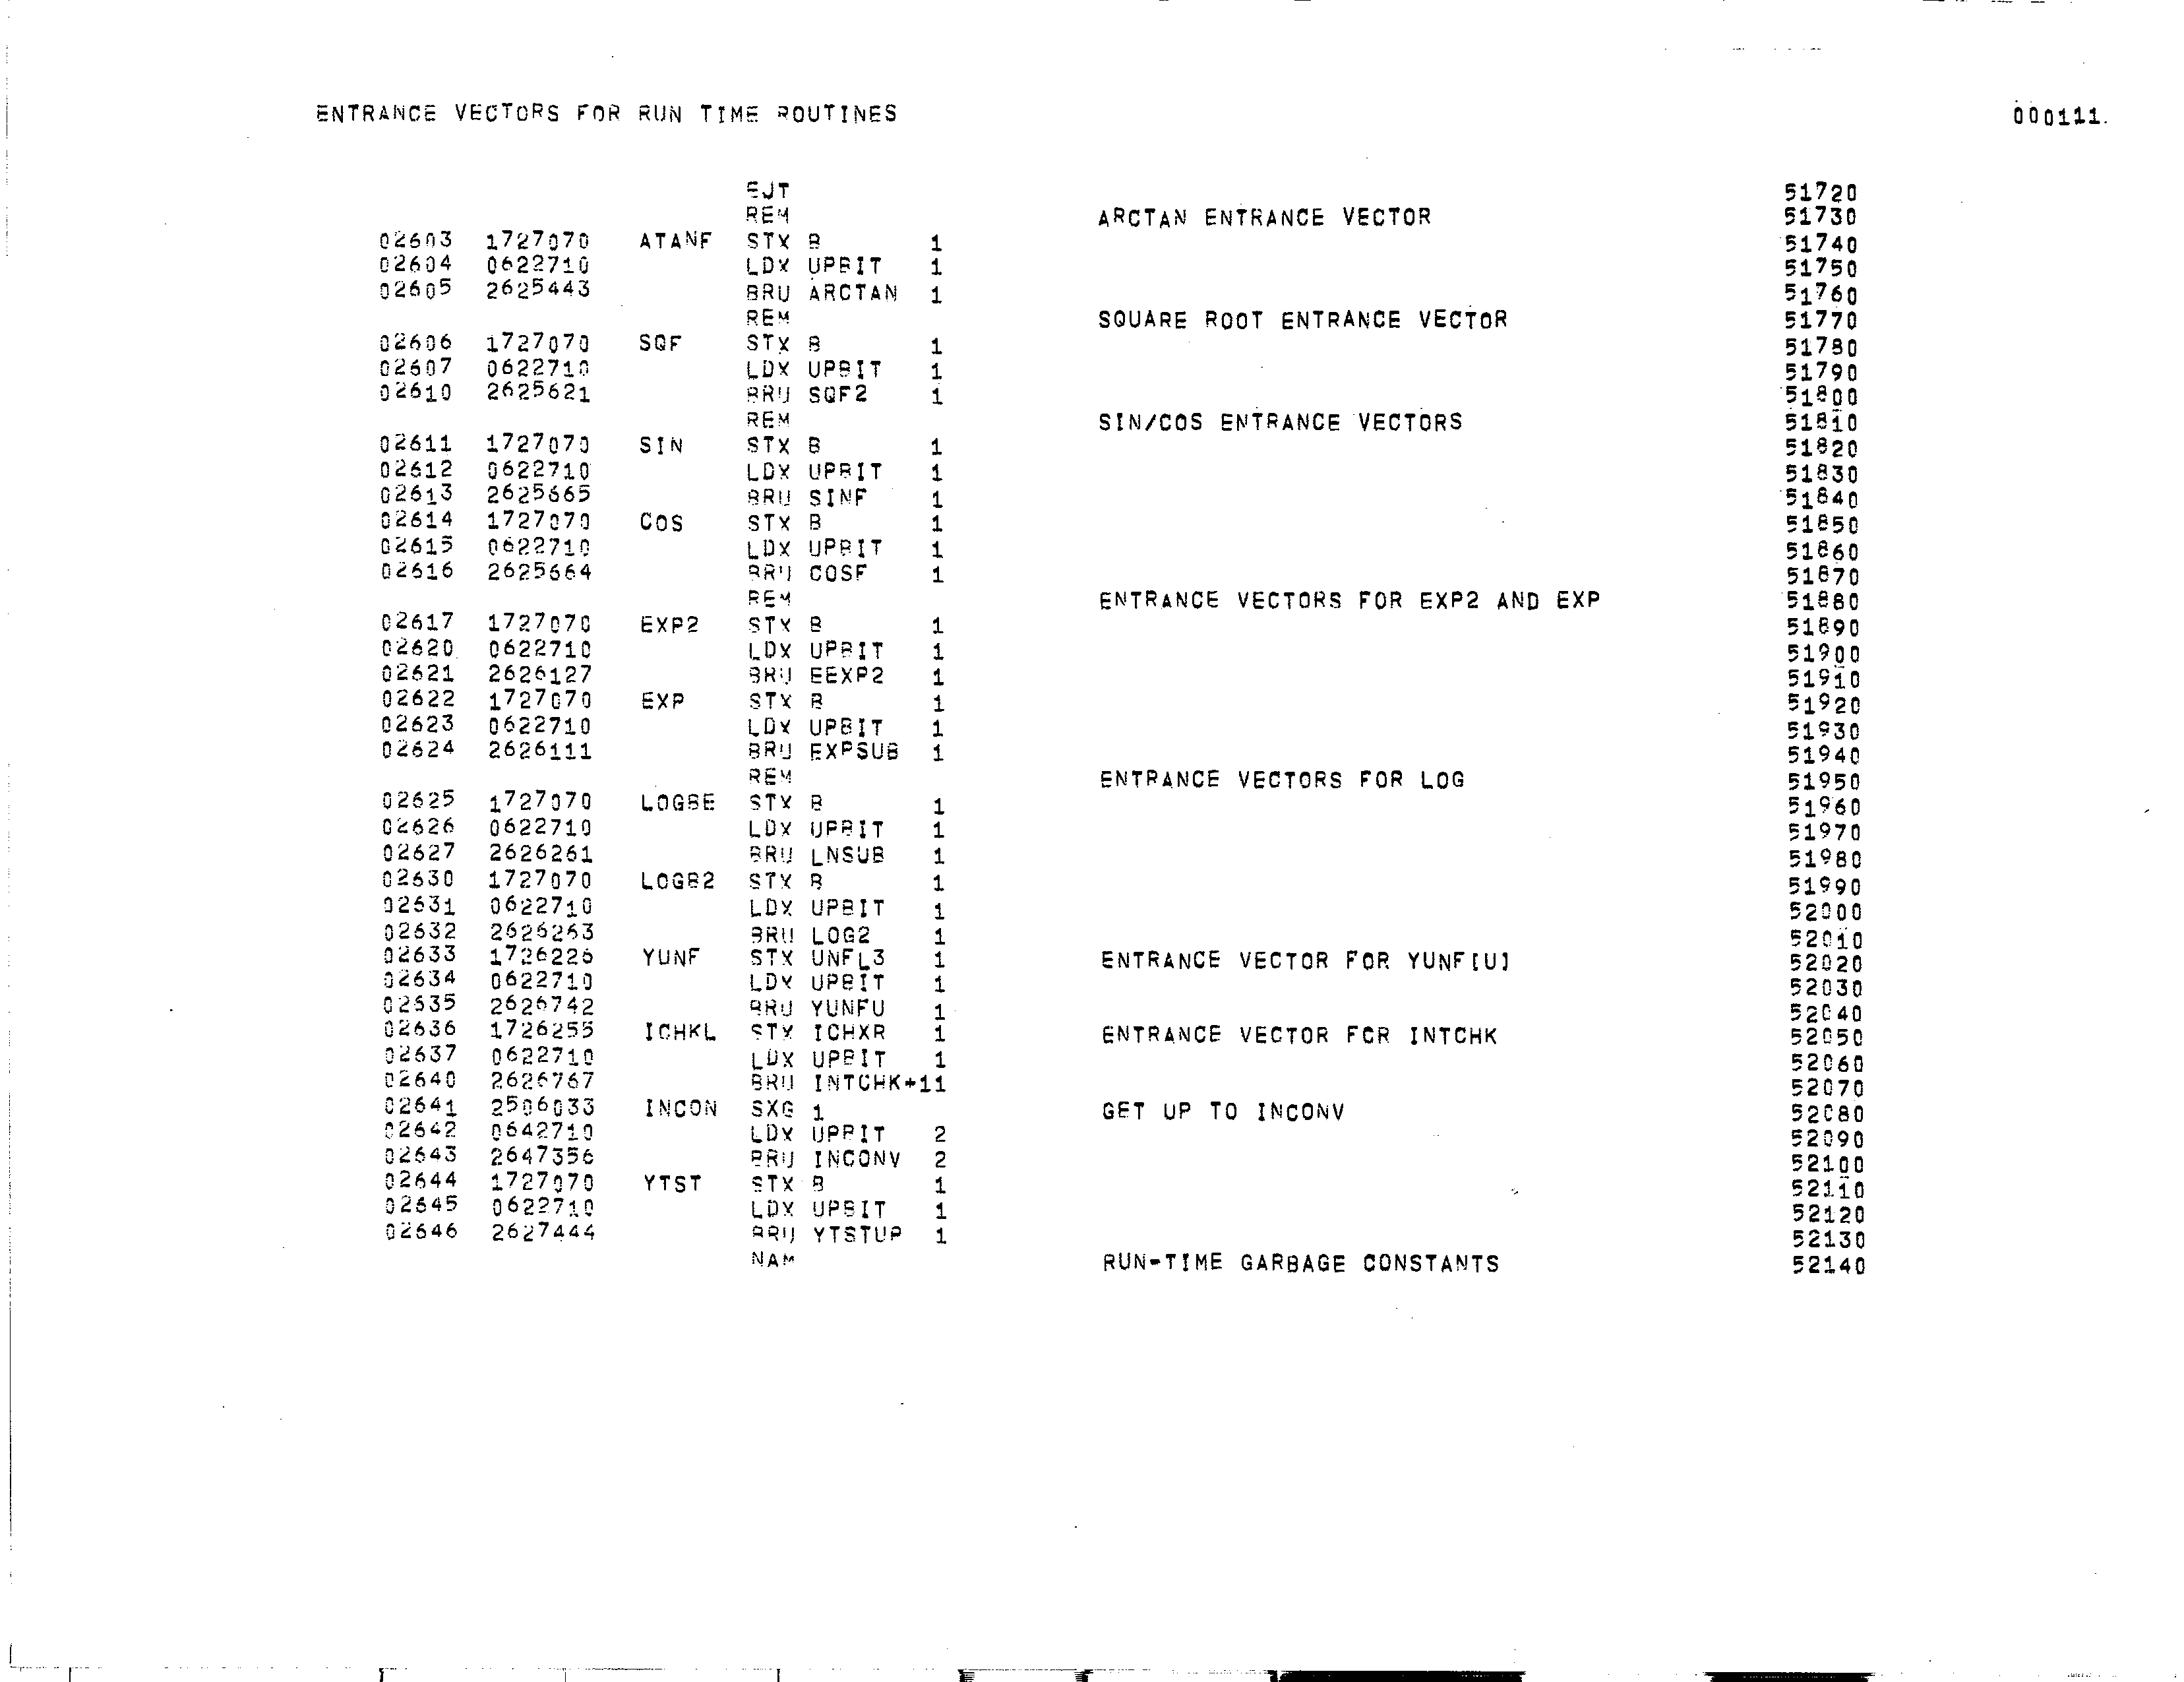 ENTRANCE VECTORS FOR RUN TIME ROUTINES 000111.
EJT 51720
REM ARCTAN ENTRANCE VECTOR 51730
02603 1727070 ATANF STX B 1 51740
02604 0622710 LDX UPBIT 1 51750
02605 2625443 BRU ARCTAN 1 51760
REM SQUARE ROOT ENTRANCE VECTOR 51770
02606 1727070 SQF STX B 1 51780
02607 0622710 LDX UPBIT 1 51790
02610 2625621 BRU SQF2 1 51800
REM SIN/COS ENTRANCE VECTORS 51810
02611 1727070 SIN STX B 1 51820
02612 0622710 LDX UPBIT 1 51830
02613 2625665 BRU SINF 1 51840
02614 1727070 COS STX B 1 51850
02615 0622710 LDX UPBIT 1 51860
02616 2625664 BRU COSF 1 51870
REM ENTRANCE VECTORS FOR EXP2 AND EXP 51880
02617 1727070 EXP2 STX B 1 51890
02620 0622710 LDX UPBIT 1 51900
02621 2626127 BRU EEXP2 1 51910
02622 1727070 EXP STX B 1 51920
02623 0622710 LDX UPBIT 1 51930
02624 2626111 BRU EXPSUB 1 51940
REM ENTRANCE VECTORS FOR LOG 51950
02625 1727070 LOGBE STX B 1 51960
02626 0622710 LDX UPBIT 1 51970
02627 2626261 BRU LNSUB 1 51980
02630 1727070 LOGB2 STX B 1 51990
02631 0622710 LDX UPBIT 1 52000
02632 2626263 BRU LOG2 1 52010
02633 1726226 YUNF STX UNFL3 1 ENTRANCE VECTOR FOR YUNF[U] 52020
02634 0622710 LDX UPBIT 1 52030
02635 2626742 BRU YUNFU 1 52040
02636 1726255 ICHKL STX ICHXR 1 ENTRANCE VECTOR FOR INTCHK 52050
02637 0622710 LDX UPBIT 1 52060
02640 2626767 BRU INTCHK+11 52070
02641 2506033 INCON SXG 1 GET UP TO INCONV 52080
02642 0642710 LDX UPBIT 2 52090
02643 2647356 BRU INCONV 2 52100
02644 1727070 YTST STX B 1 52110
02645 0622710 LDX UPBIT 1 52120
02646 2627444 BRU YTSTUP 1 52130
NAM RUN-TIME GARBAGE CONSTANTS 52140